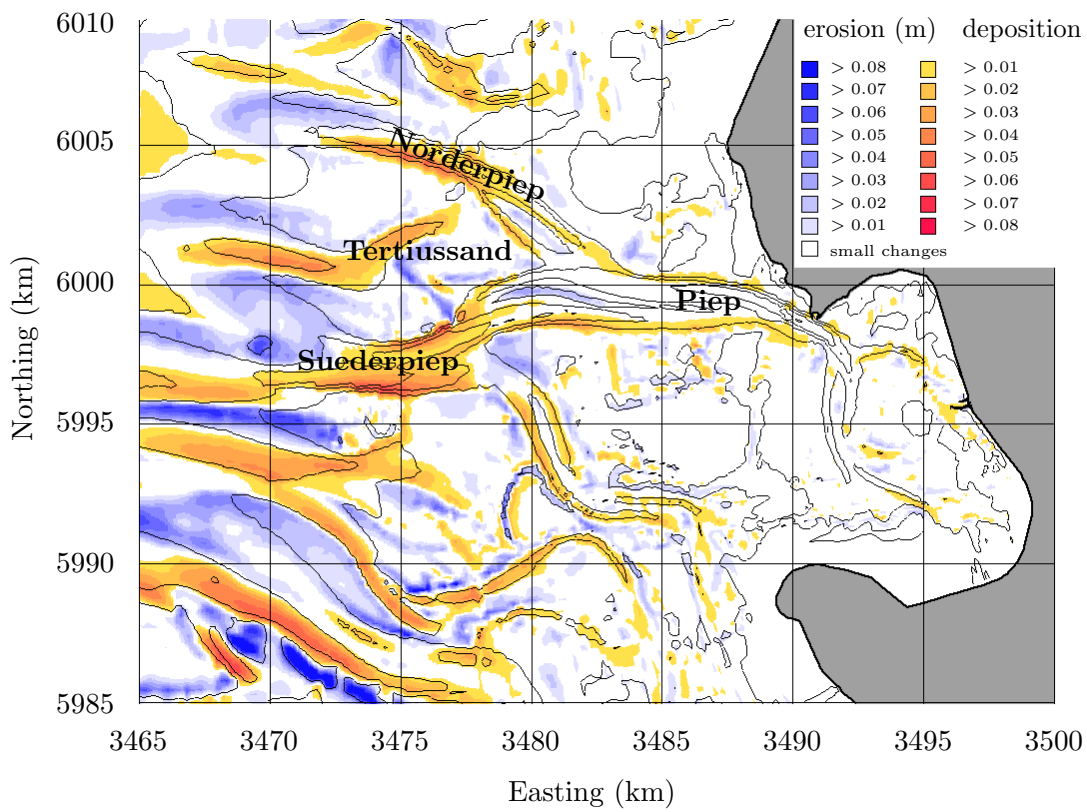 6010
6005
6000
5995
5990
5985
Northing (km)
3465 3470 3475 3480 3485 3490 3495 3500
Easting (km)
Norderpiep
Tertiussand
Piep
Suederpiep
erosion (m) deposition
> 0.08 > 0.01
> 0.07 > 0.02
> 0.06 > 0.03
> 0.05 > 0.04
> 0.04 > 0.05
> 0.03 > 0.06
> 0.02 > 0.07
> 0.01 > 0.08
small changes